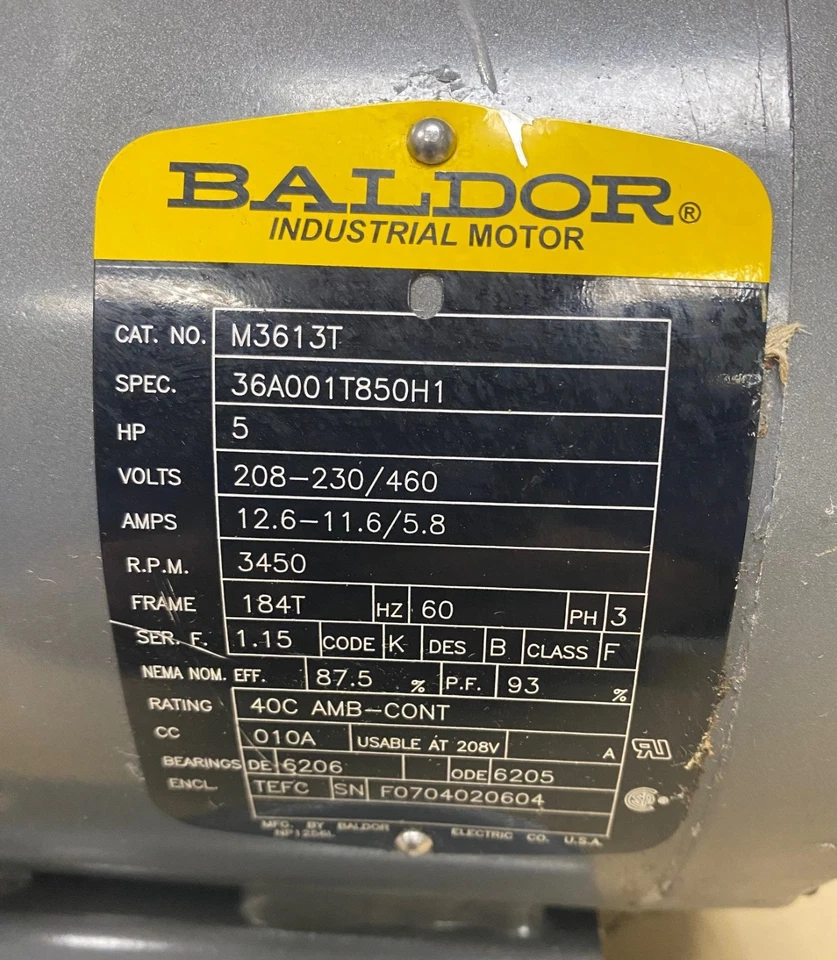 BALDOR®
INDUSTRIAL MOTOR
CAT. NO. M3613T
SPEC. 36A001T850H1
HP 5
VOLTS 208-230/460
AMPS 12.6-11.6/5.8
R.P.M. 3450
FRAME 184T HZ 60 PH 3
SER. F. 1.15 CODE K DES B CLASS F
NEMA NOM. EFF. 87.5 % P.F. 93 %
RATING 40C AMB-CONT
CC 010A USABLE AT 208V A
BEARINGS DE 6206 ODE 6205
ENCL. TEFC SN F0704020604
MFG. BY BALDOR ELECTRIC CO. U.S.A.